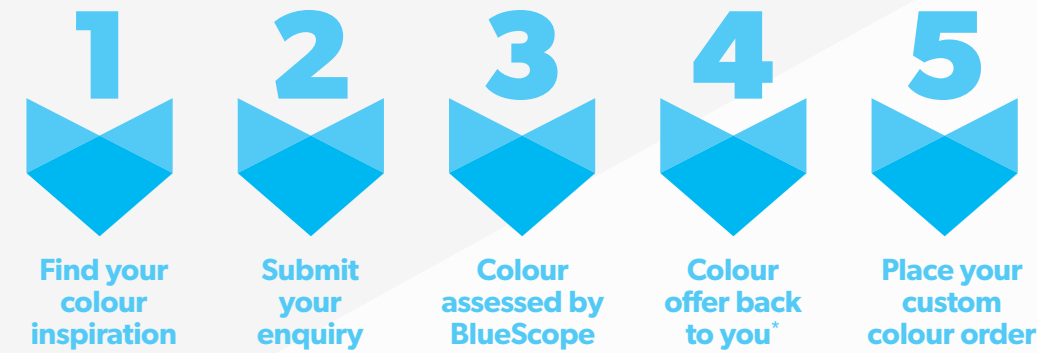 1
Find your
colour
inspiration
2
Submit
your
enquiry
3
Colour
assessed by
BlueScope
4
Colour
offer back
to you*
5
Place your
custom
colour order